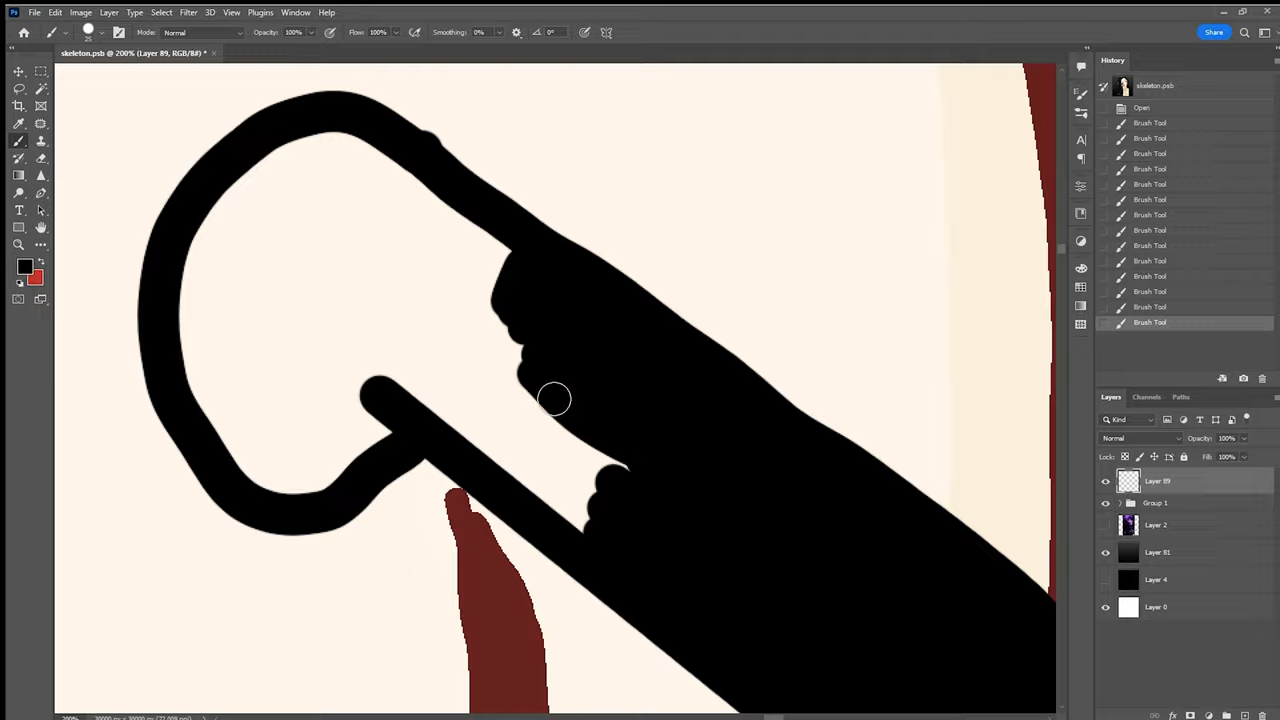 Ps File Edit Image Layer Type Select Filter 3D View Plugins Window Help
25 Mode: Normal Opacity: 100% Flow: 100% Smoothing: 0% 0° Share
skeleton.psb @ 200% (Layer 89, RGB/8#) *
History
skeleton.psb
Open
Brush Tool
Brush Tool
Brush Tool
Brush Tool
Brush Tool
Brush Tool
Brush Tool
Brush Tool
Brush Tool
Brush Tool
Brush Tool
Brush Tool
Brush Tool
Brush Tool
Layers Channels Paths
Kind
Normal Opacity: 100%
Lock: Fill: 100%
Layer 89
Group 1
Layer 2
Layer 81
Layer 4
Layer 0
200%